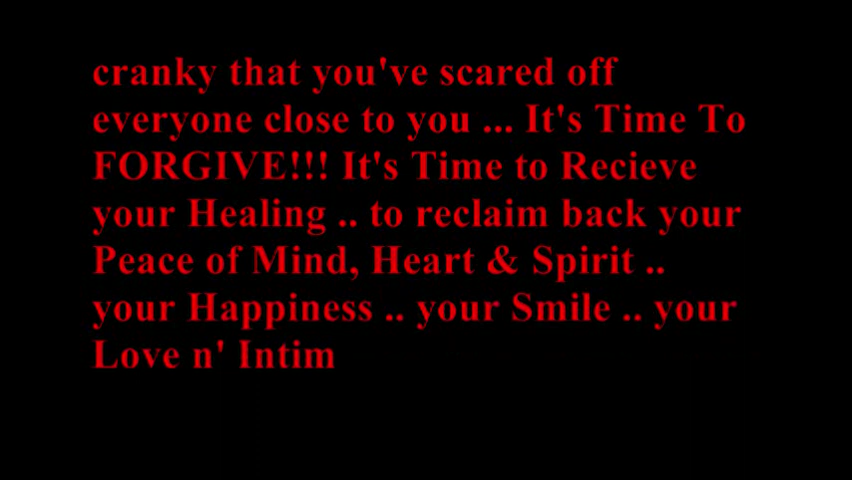 cranky that you've scared off
everyone close to you ... It's Time To
FORGIVE!!! It's Time to Recieve
your Healing .. to reclaim back your
Peace of Mind, Heart & Spirit ..
your Happiness .. your Smile .. your
Love n' Intim